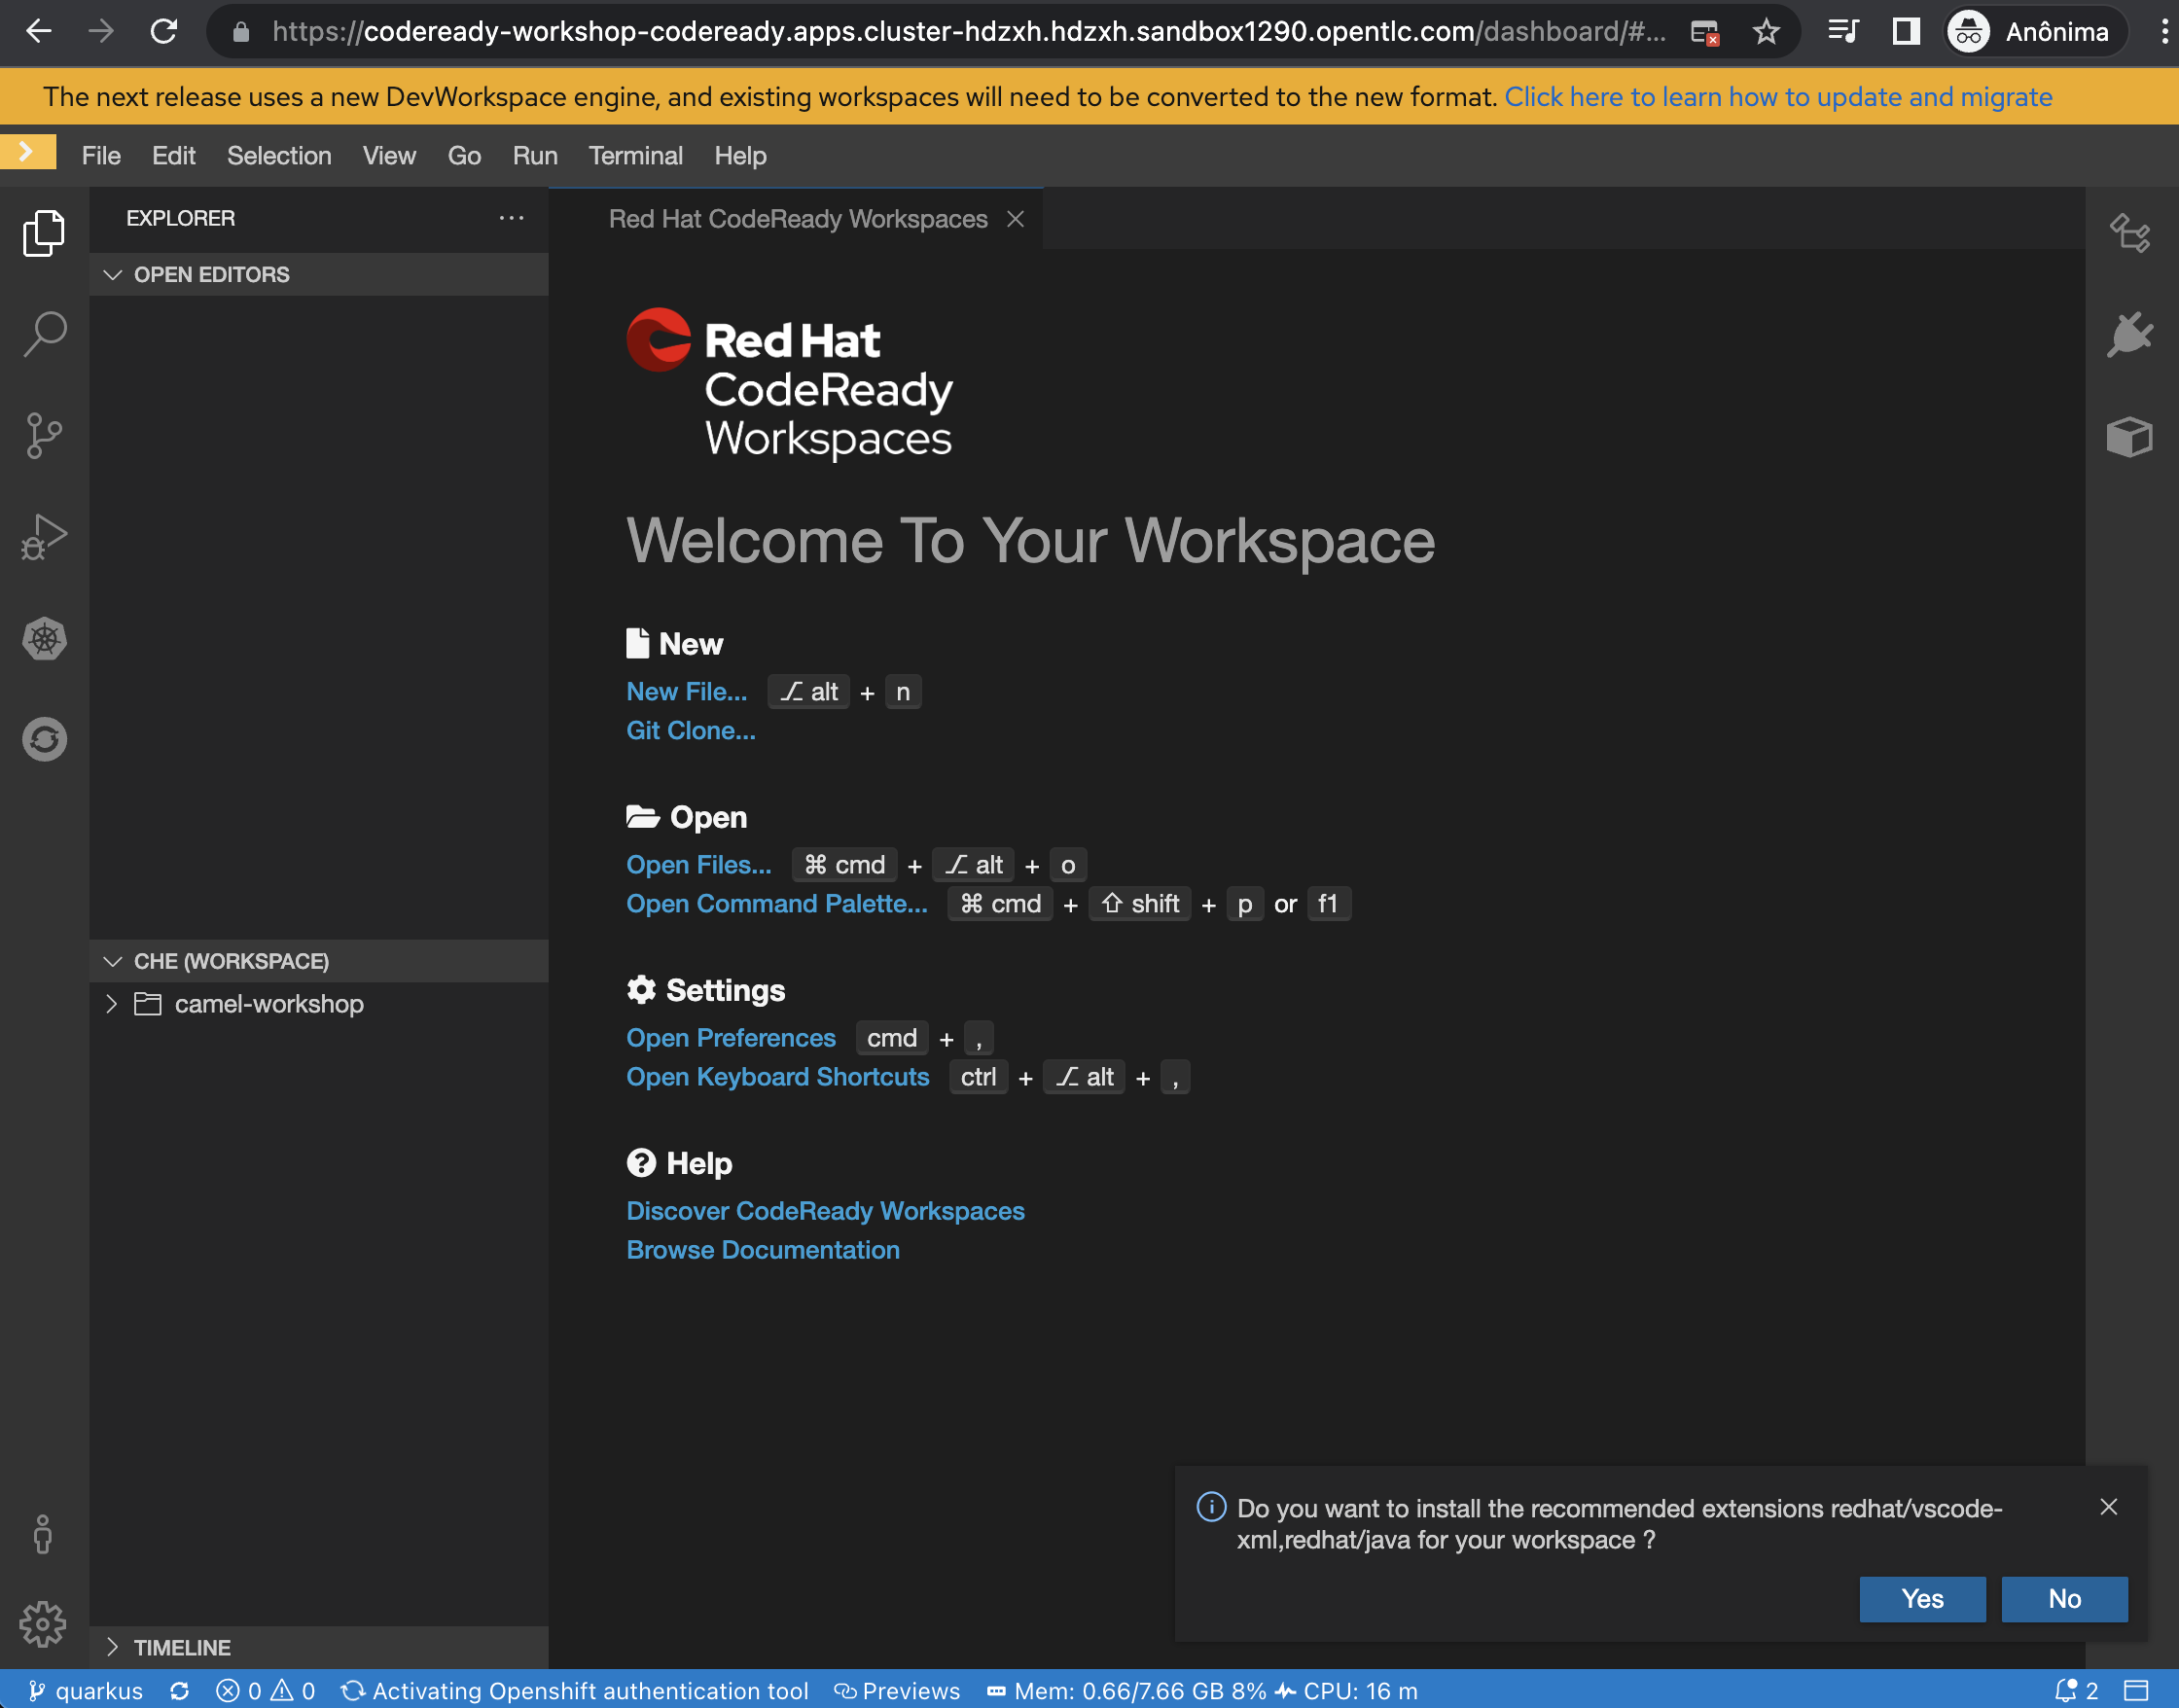 https://codeready-workshop-codeready.apps.cluster-hdzxh.hdzxh.sandbox1290.opentlc.com/dashboard/#...
Anônima
The next release uses a new DevWorkspace engine, and existing workspaces will need to be converted to the new format. Click here to learn how to update and migrate
File Edit Selection View Go Run Terminal Help
EXPLORER
Red Hat CodeReady Workspaces
OPEN EDITORS
Red Hat
CodeReady
Workspaces
Welcome To Your Workspace
New
New File... ⌥ alt + n
Git Clone...
Open
Open Files... ⌘ cmd + ⌥ alt + o
Open Command Palette... ⌘ cmd + ⇧ shift + p or f1
CHE (WORKSPACE)
camel-workshop
Settings
Open Preferences cmd + ,
Open Keyboard Shortcuts ctrl + ⌥ alt + ,
Help
Discover CodeReady Workspaces
Browse Documentation
Do you want to install the recommended extensions redhat/vscode-
xml,redhat/java for your workspace ?
Yes No
TIMELINE
quarkus 0 0 Activating Openshift authentication tool Previews Mem: 0.66/7.66 GB 8% CPU: 16 m 2